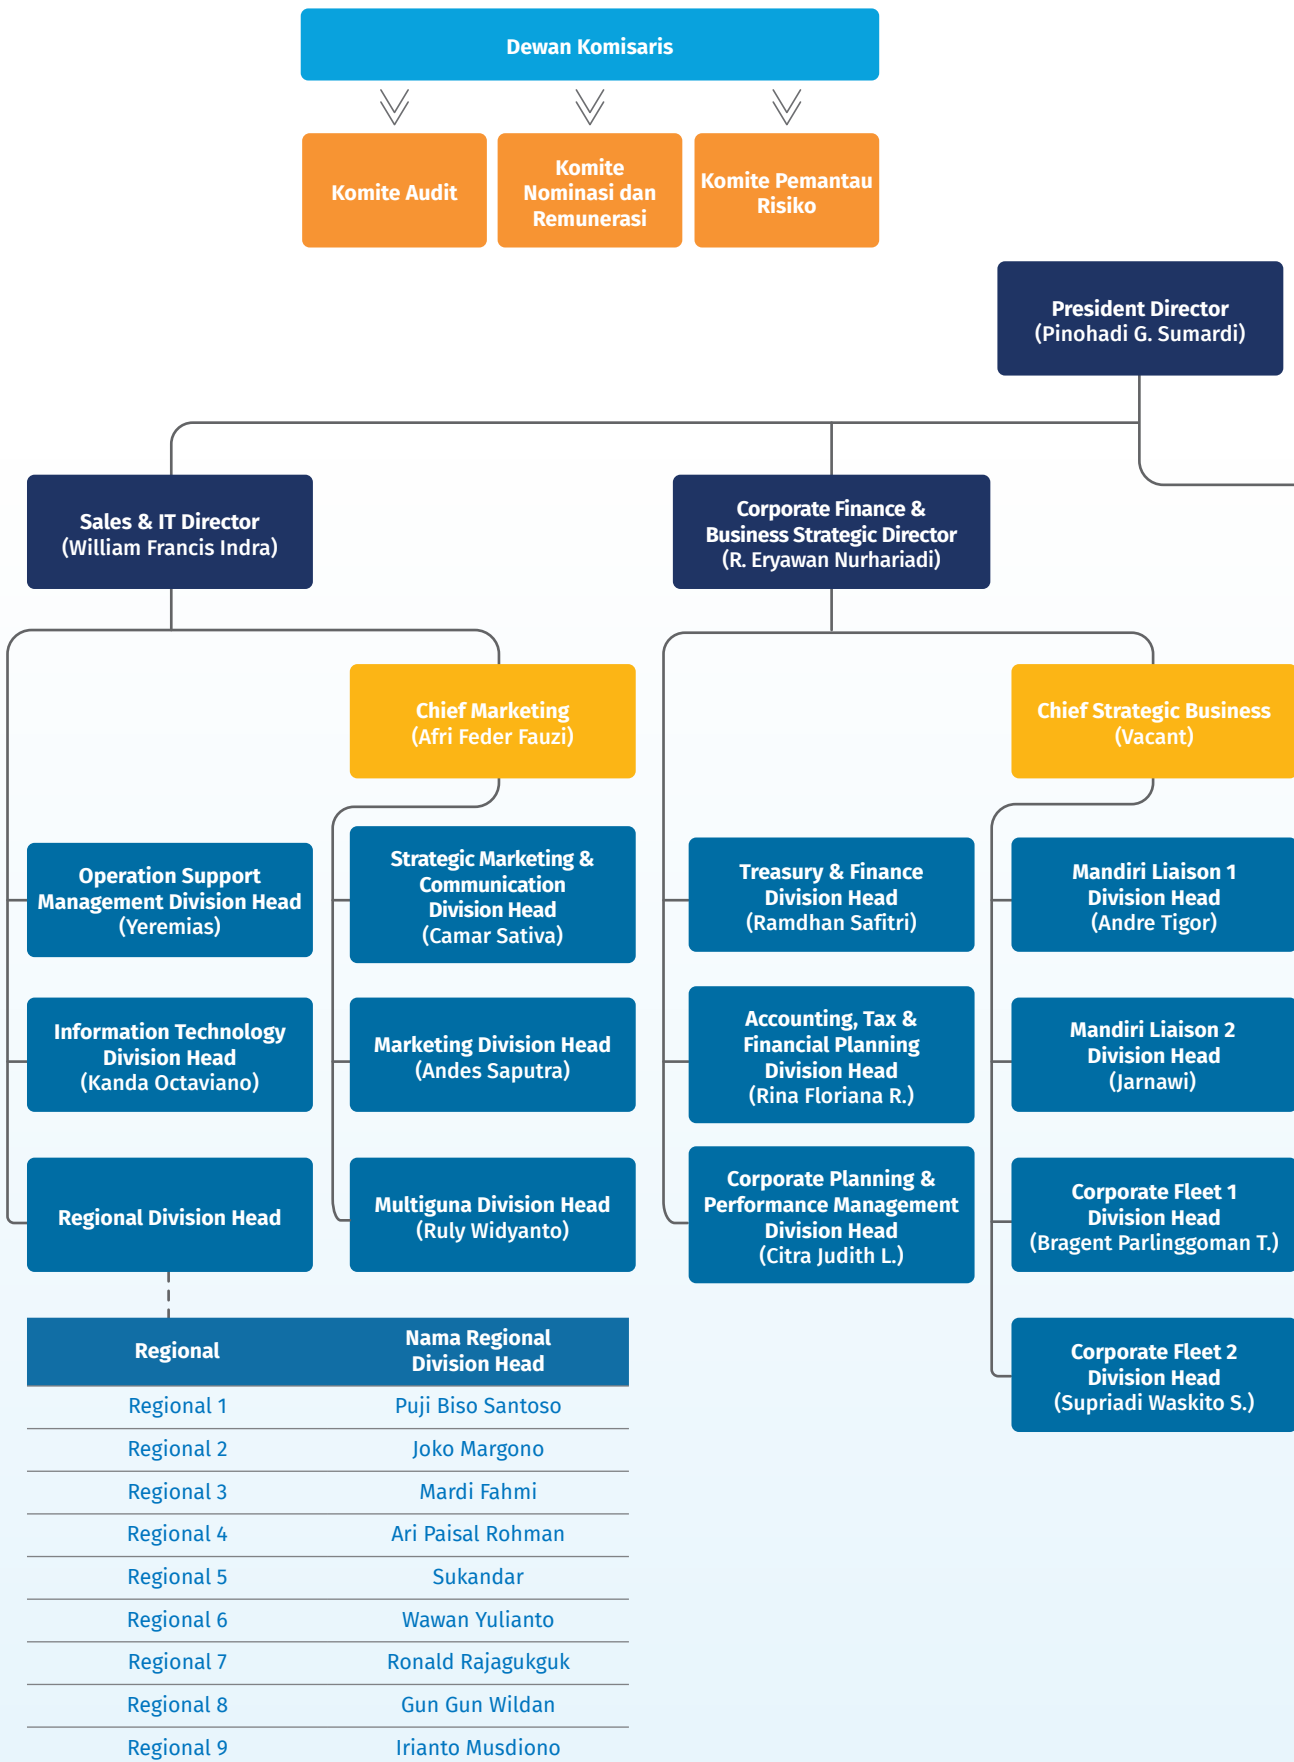 Dewan Komisaris
Komite Audit
Komite
Nominasi dan
Remunerasi
Komite Pemantau
Risiko
President Director
(Pinohadi G. Sumardi)
Sales & IT Director
(William Francis Indra)
Corporate Finance &
Business Strategic Director
(R. Eryawan Nurhariadi)
Chief Marketing
(Afri Feder Fauzi)
Chief Strategic Business
(Vacant)
Operation Support
Management Division Head
(Yeremias)
Strategic Marketing &
Communication
Division Head
(Camar Sativa)
Treasury & Finance
Division Head
(Ramdhan Safitri)
Mandiri Liaison 1
Division Head
(Andre Tigor)
Information Technology
Division Head
(Kanda Octaviano)
Marketing Division Head
(Andes Saputra)
Accounting, Tax &
Financial Planning
Division Head
(Rina Floriana R.)
Mandiri Liaison 2
Division Head
(Jarnawi)
Regional Division Head
Multiguna Division Head
(Ruly Widyanto)
Corporate Planning &
Performance Management
Division Head
(Citra Judith L.)
Corporate Fleet 1
Division Head
(Bragent Parlinggoman T.)
Corporate Fleet 2
Division Head
(Supriadi Waskito S.)
Regional
Nama Regional
Division Head
Regional 1 Puji Biso Santoso
Regional 2 Joko Margono
Regional 3 Mardi Fahmi
Regional 4 Ari Paisal Rohman
Regional 5 Sukandar
Regional 6 Wawan Yulianto
Regional 7 Ronald Rajagukguk
Regional 8 Gun Gun Wildan
Regional 9 Irianto Musdiono